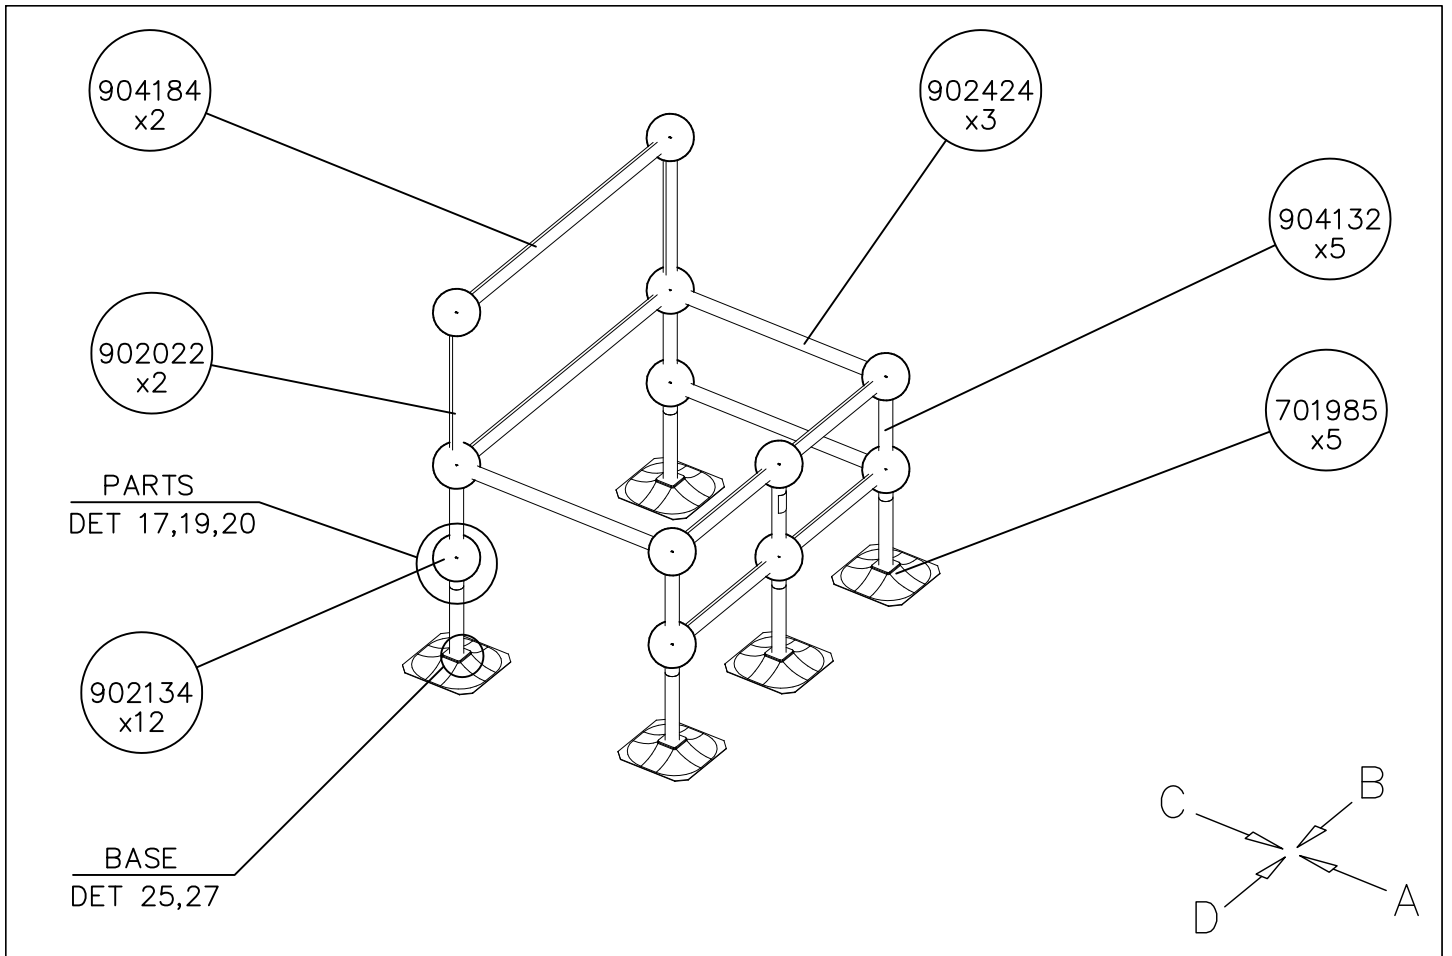 904184
x2
902424
x3
904132
x5
902022
x2
701985
x5
PARTS
DET 17,19,20
902134
x12
BASE
DET 25,27
C
B
D
A